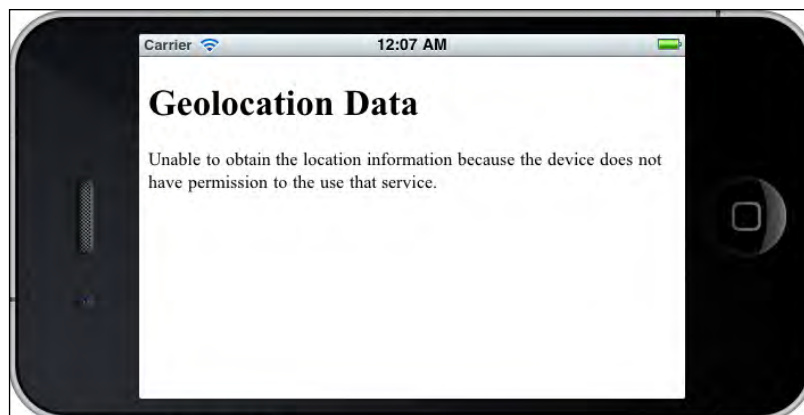 Carrier 12:07 AM
Geolocation Data
Unable to obtain the location information because the device does not
have permission to the use that service.